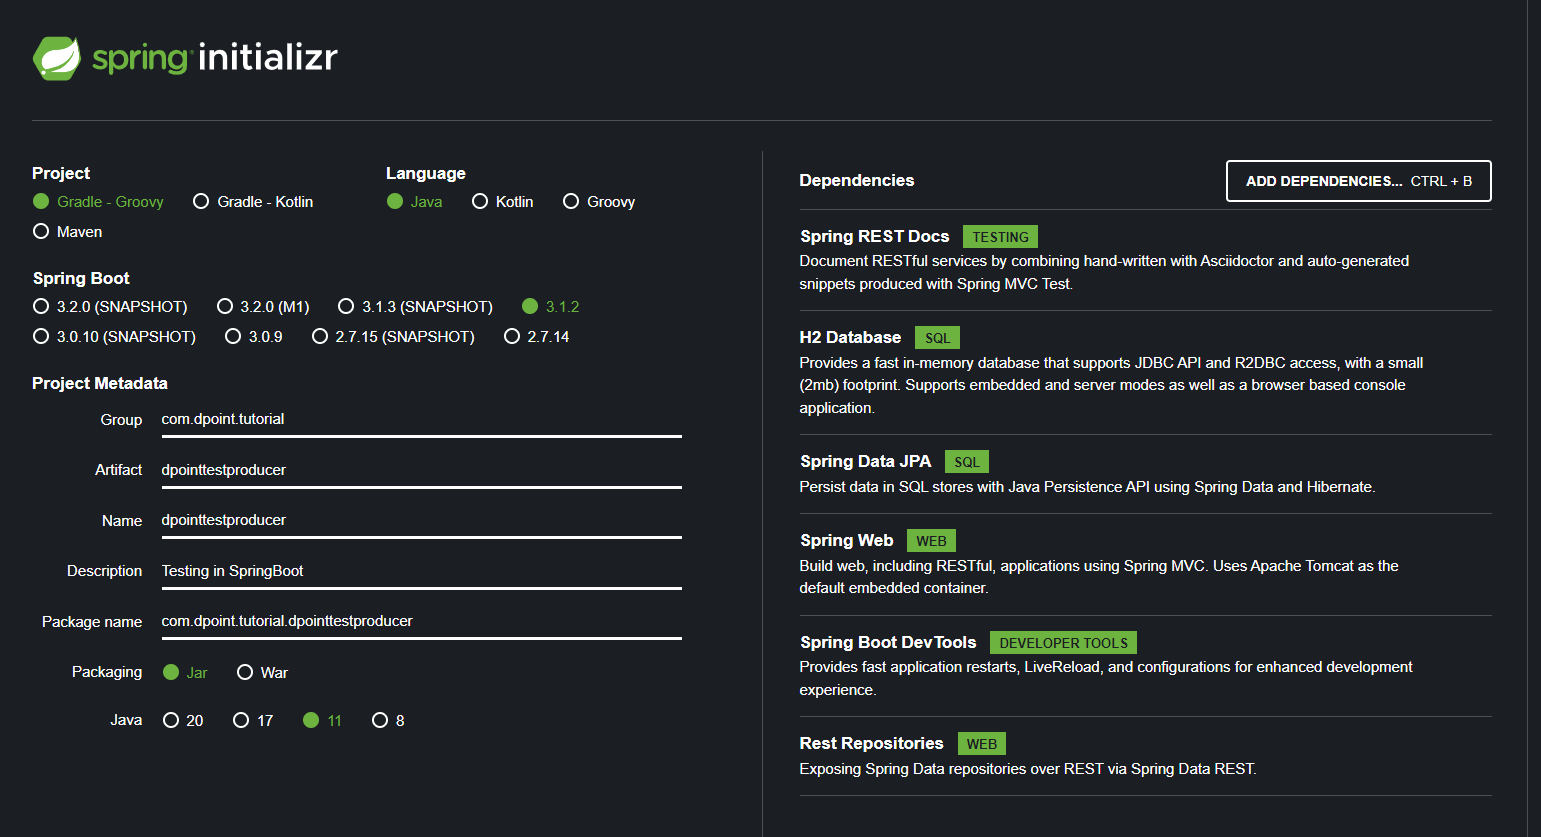 spring initializr
Project
Gradle - Groovy
Gradle - Kotlin
Maven
Language
Java
Kotlin
Groovy
Spring Boot
3.2.0 (SNAPSHOT)
3.2.0 (M1)
3.1.3 (SNAPSHOT)
3.1.2
3.0.10 (SNAPSHOT)
3.0.9
2.7.15 (SNAPSHOT)
2.7.14
Project Metadata
Group com.dpoint.tutorial
Artifact dpointtestproducer
Name dpointtestproducer
Description Testing in SpringBoot
Package name com.dpoint.tutorial.dpointtestproducer
Packaging Jar War
Java 20 17 11 8
Dependencies
ADD DEPENDENCIES... CTRL + B
Spring REST Docs TESTING
Document RESTful services by combining hand-written with Asciidoctor and auto-generated
snippets produced with Spring MVC Test.
H2 Database SQL
Provides a fast in-memory database that supports JDBC API and R2DBC access, with a small
(2mb) footprint. Supports embedded and server modes as well as a browser based console
application.
Spring Data JPA SQL
Persist data in SQL stores with Java Persistence API using Spring Data and Hibernate.
Spring Web WEB
Build web, including RESTful, applications using Spring MVC. Uses Apache Tomcat as the
default embedded container.
Spring Boot DevTools DEVELOPER TOOLS
Provides fast application restarts, LiveReload, and configurations for enhanced development
experience.
Rest Repositories WEB
Exposing Spring Data repositories over REST via Spring Data REST.